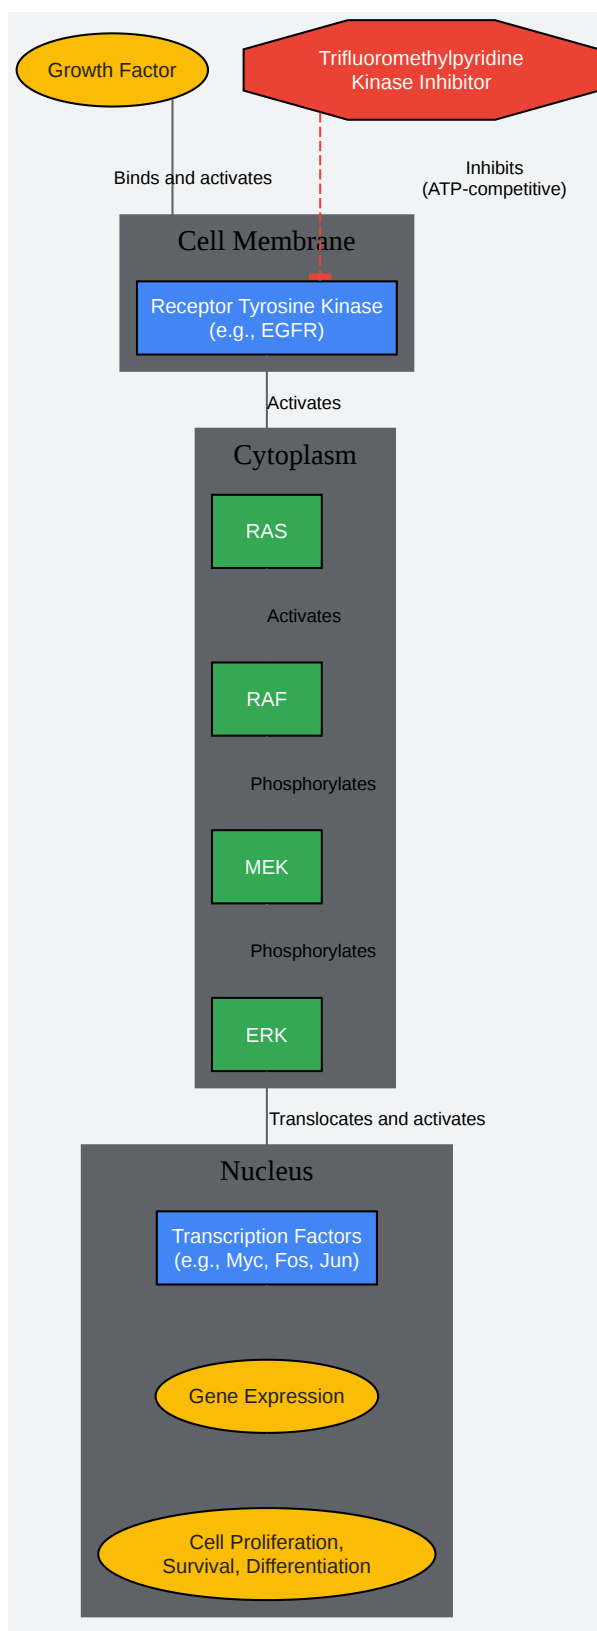 Growth Factor
Trifluoromethylpyridine
Kinase Inhibitor
Binds and activates
Inhibits
(ATP-competitive)
Cell Membrane
Receptor Tyrosine Kinase
(e.g., EGFR)
Activates
Cytoplasm
RAS
Activates
RAF
Phosphorylates
MEK
Phosphorylates
ERK
Translocates and activates
Nucleus
Transcription Factors
(e.g., Myc, Fos, Jun)
Gene Expression
Cell Proliferation,
Survival, Differentiation